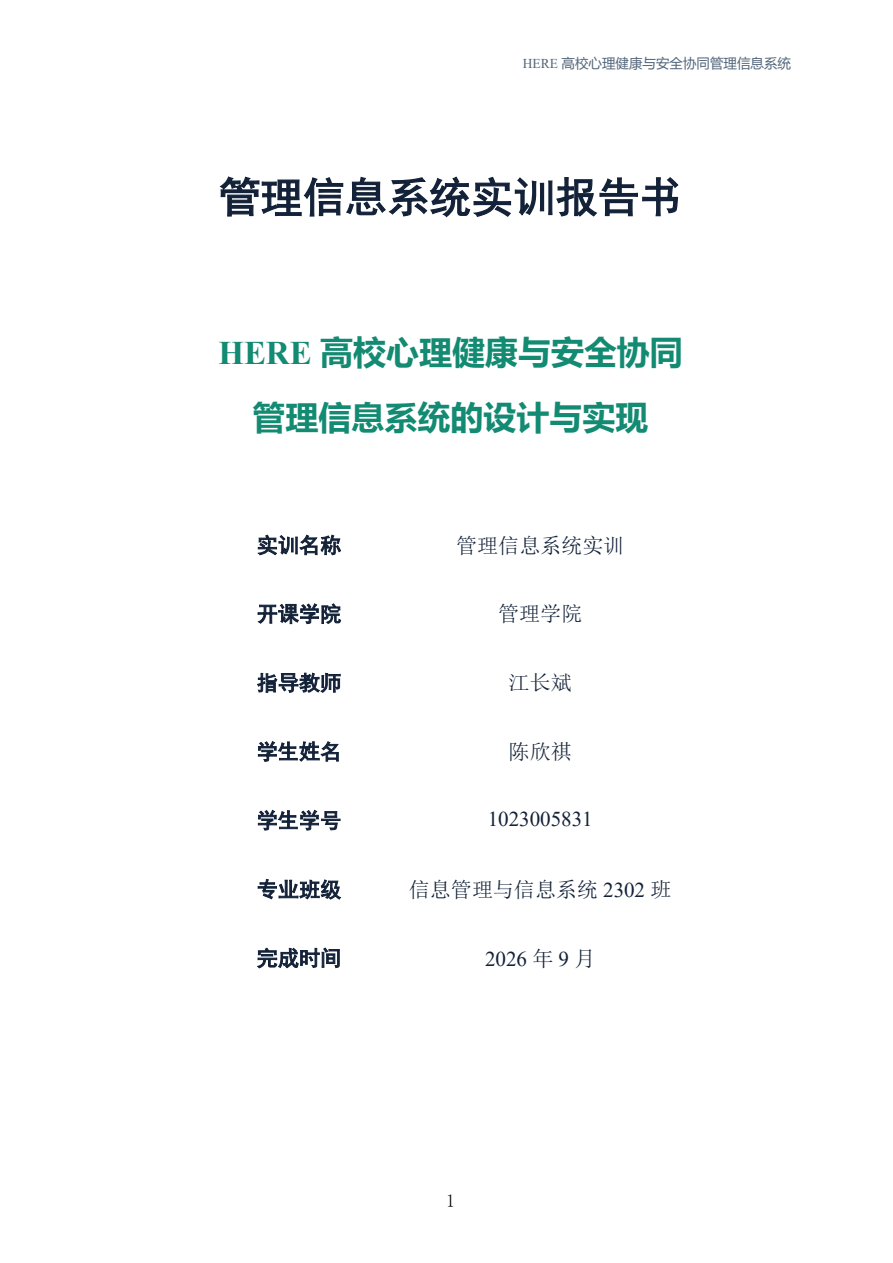 HERE 高校心理健康与安全协同管理信息系统
管理信息系统实训报告书
HERE 高校心理健康与安全协同
管理信息系统的设计与实现
实训名称 管理信息系统实训
开课学院 管理学院
指导教师 江长斌
学生姓名 陈欣祺
学生学号 1023005831
专业班级 信息管理与信息系统 2302 班
完成时间 2026 年 9 月
1